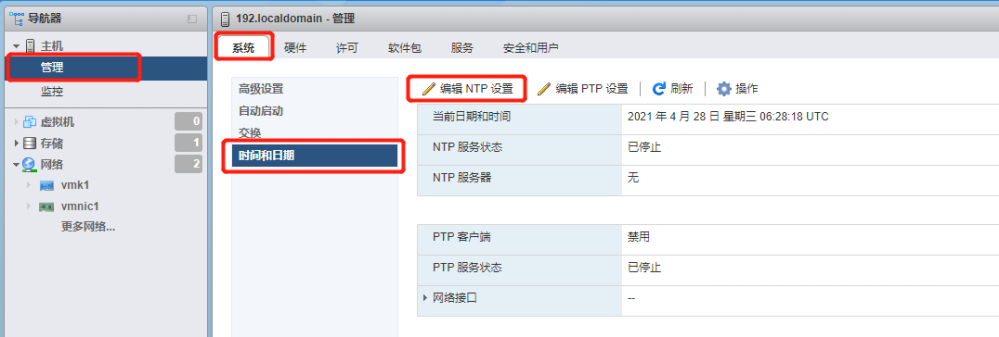 导航器
主机
管理
监控
虚拟机 0
存储 1
网络 2
vmk1
vmnic1
更多网络...
192.localdomain - 管理
系统 硬件 许可 软件包 服务 安全和用户
高级设置
自动启动
交换
时间和日期
编辑 NTP 设置 编辑 PTP 设置 刷新 操作
当前日期和时间 2021 年 4 月 28 日 星期三 06:28:18 UTC
NTP 服务状态 已停止
NTP 服务器 无
PTP 客户端 禁用
PTP 服务状态 已停止
网络接口 --